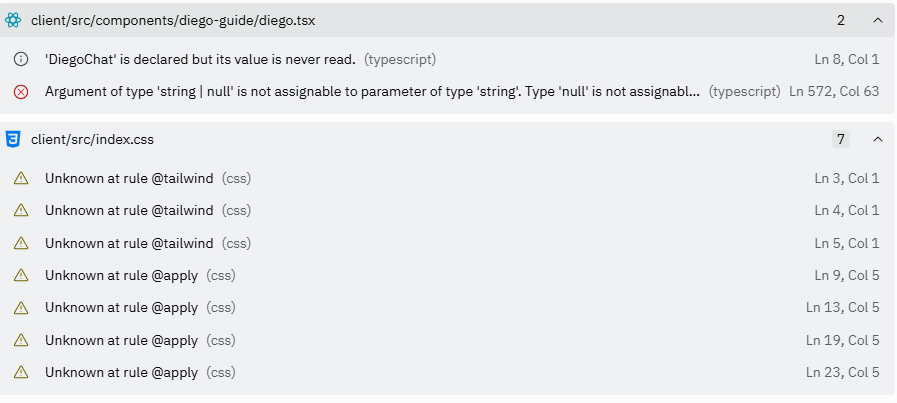 client/src/components/diego-guide/diego.tsx 2
'DiegoChat' is declared but its value is never read. (typescript) Ln 8, Col 1
Argument of type 'string | null' is not assignable to parameter of type 'string'. Type 'null' is not assignabl... (typescript) Ln 572, Col 63
client/src/index.css 7
Unknown at rule @tailwind (css) Ln 3, Col 1
Unknown at rule @tailwind (css) Ln 4, Col 1
Unknown at rule @tailwind (css) Ln 5, Col 1
Unknown at rule @apply (css) Ln 9, Col 5
Unknown at rule @apply (css) Ln 13, Col 5
Unknown at rule @apply (css) Ln 19, Col 5
Unknown at rule @apply (css) Ln 23, Col 5